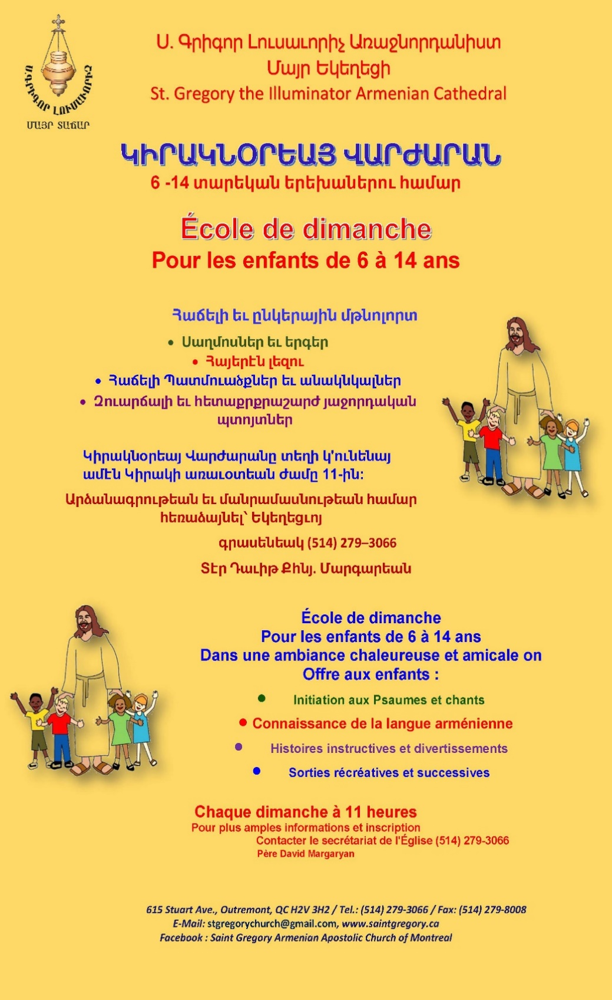 Ս.ԳՐԻԳՈՐ ԼՈՒՍԱՒՈՐԻՉ
ՄԱՅՐ ՏԱՃԱՐ
Ս. Գրիգոր Լուսաւորիչ Առաջնորդանիստ
Մայր Եկեղեցի
St. Gregory the Illuminator Armenian Cathedral
ԿԻՐԱԿՆՕՐԵԱՅ ՎԱՐԺԱՐԱՆ
6 -14 տարեկան երեխաներու համար
École de dimanche
Pour les enfants de 6 à 14 ans
Հաճելի եւ ընկերային մթնոլորտ
• Սաղմոսներ եւ երգեր
• Հայերէն լեզու
• Հաճելի Պատմուածքներ եւ անակնկալներ
• Զուարճալի եւ հետաքրքրաշարժ յաջորդական
պտոյտներ
Կիրակնօրեայ Վարժարանը տեղի կ'ունենայ
ամէն Կիրակի առաւօտեան ժամը 11-ին:
Արձանագրութեան եւ մանրամասնութեան համար
հեռաձայնել՝ Եկեղեցւոյ
գրասենեակ (514) 279–3066
Տէր Դաւիթ Քհնյ. Մարգարեան
École de dimanche
Pour les enfants de 6 à 14 ans
Dans une ambiance chaleureuse et amicale on
Offre aux enfants :
• Initiation aux Psaumes et chants
• Connaissance de la langue arménienne
• Histoires instructives et divertissements
• Sorties récréatives et successives
Chaque dimanche à 11 heures
Pour plus amples informations et inscription
Contacter le secrétariat de l'Église (514) 279-3066
Père David Margaryan
615 Stuart Ave., Outremont, QC H2V 3H2 / Tel.: (514) 279-3066 / Fax: (514) 279-8008
E-Mail: stgregorychurch@gmail.com, www.saintgregory.ca
Facebook : Saint Gregory Armenian Apostolic Church of Montreal